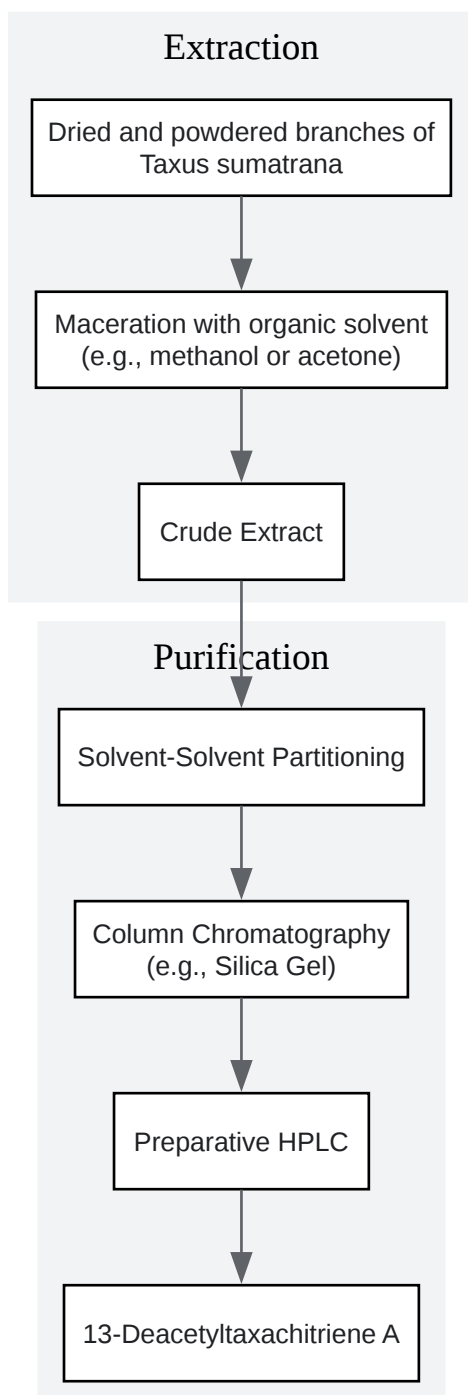 Extraction
Dried and powdered branches of
Taxus sumatrana
Maceration with organic solvent
(e.g., methanol or acetone)
Crude Extract
Purification
Solvent-Solvent Partitioning
Column Chromatography
(e.g., Silica Gel)
Preparative HPLC
13-Deacetyltaxachitriene A